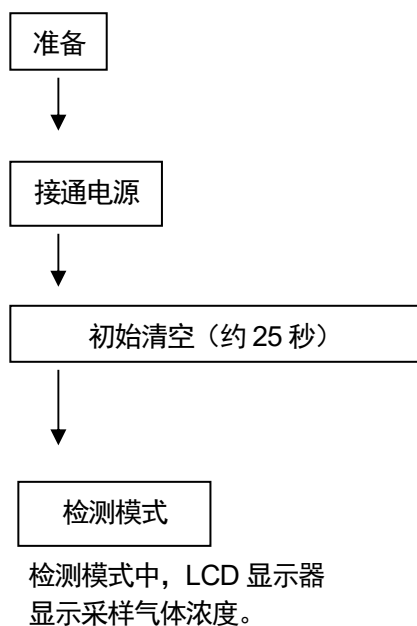 准备
接通电源
初始清空（约 25 秒）
检测模式
检测模式中，LCD 显示器
显示采样气体浓度。